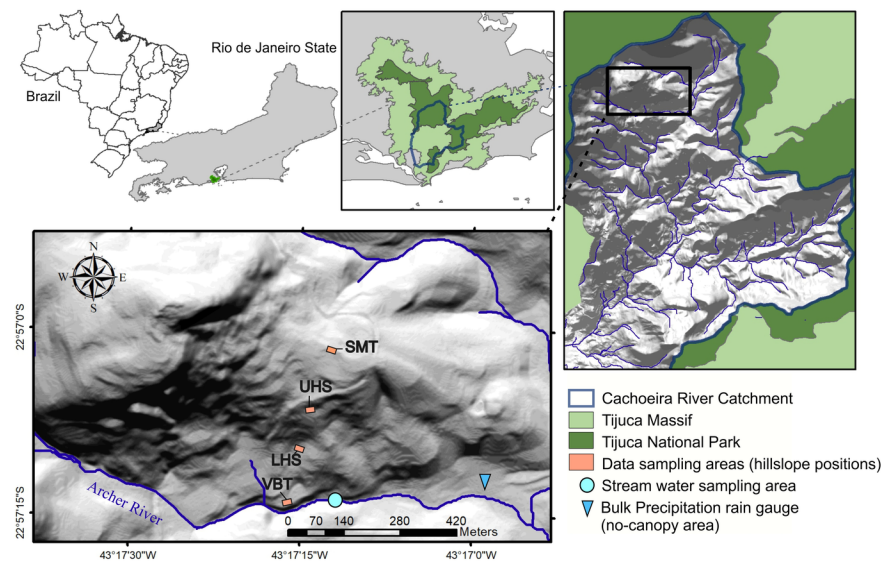 Brazil
Rio de Janeiro State
N
W
E
S
22°57'0"S
22°57'15"S
SMT
UHS
LHS
VBT
Archer River
0 70 140 280 420
Meters
43°17'30"W 43°17'15"W 43°17'0"W
Cachoeira River Catchment
Tijuca Massif
Tijuca National Park
Data sampling areas (hillslope positions)
Stream water sampling area
Bulk Precipitation rain gauge
(no-canopy area)